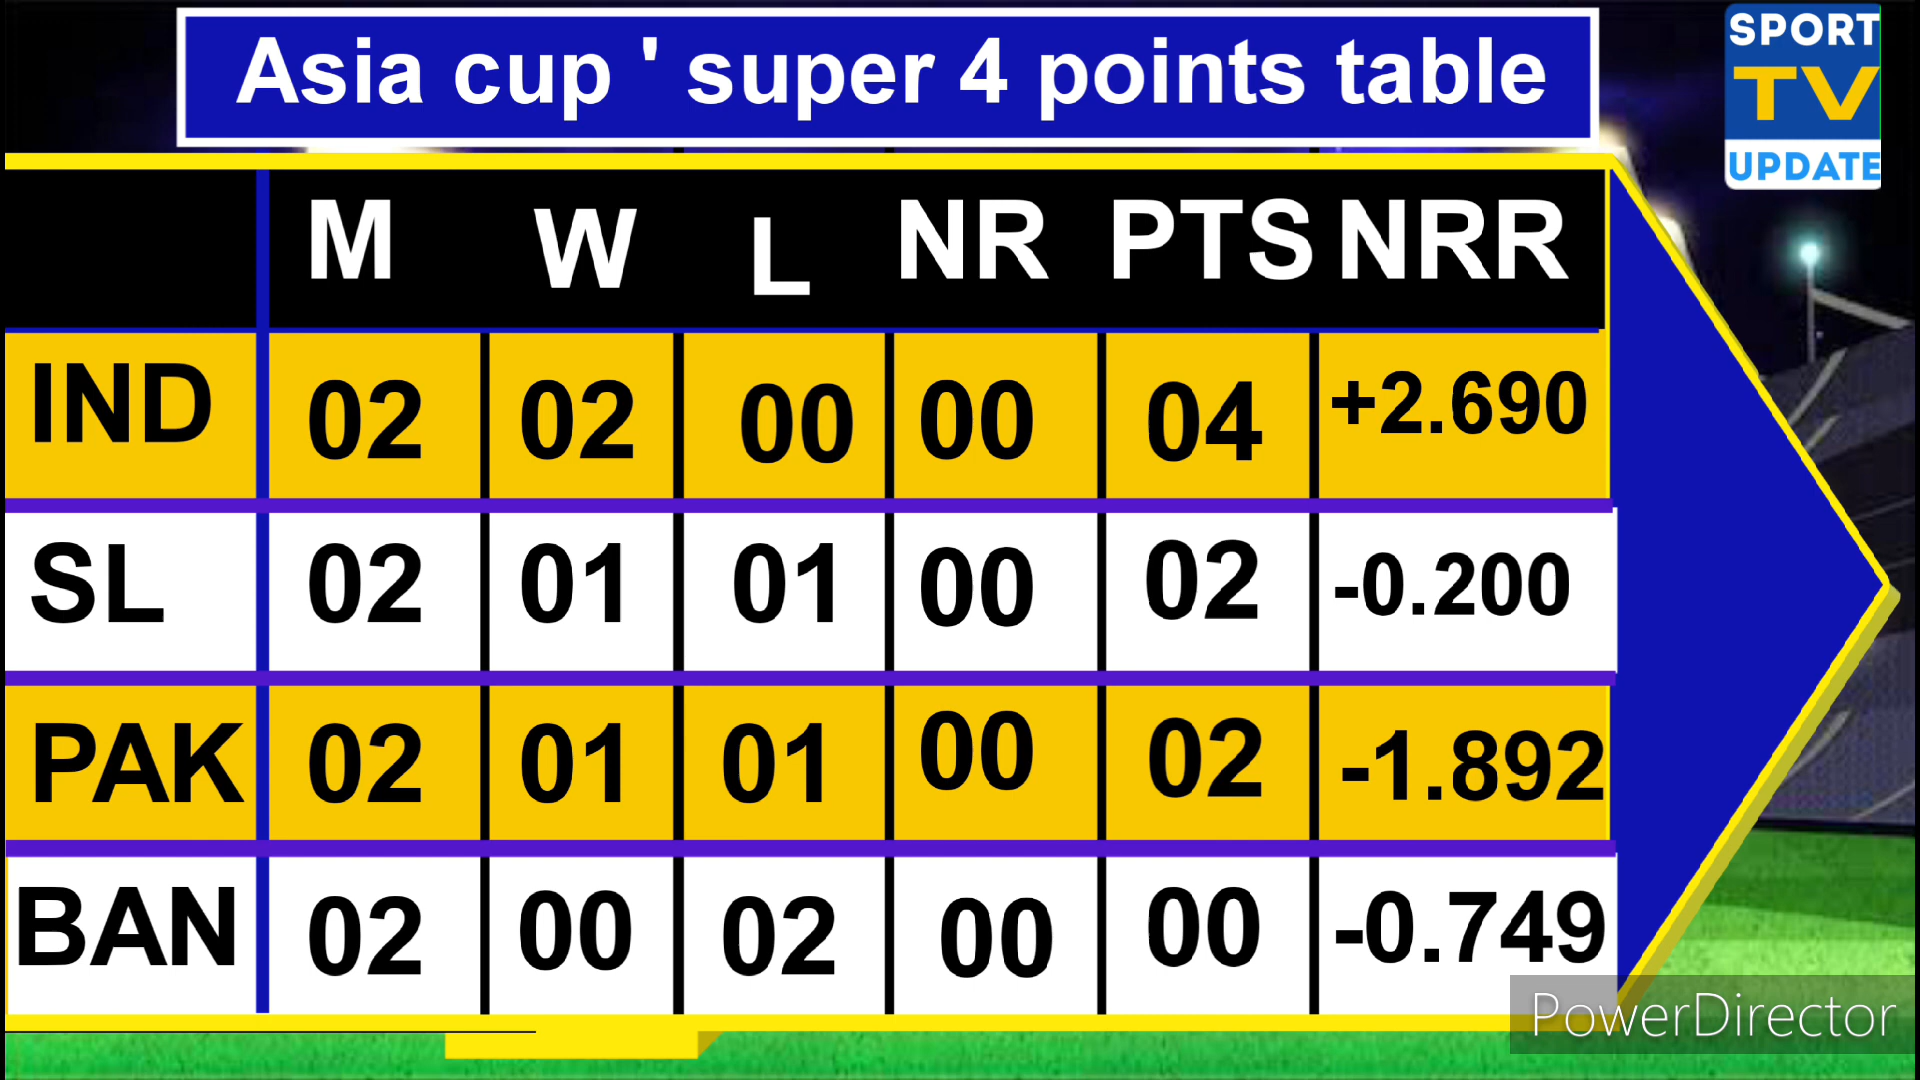 Asia cup ' super 4 points table
SPORT
TV
UPDATE
M W L NR PTS NRR
IND 02 02 00 00 04 +2.690
SL 02 01 01 00 02 -0.200
PAK 02 01 01 00 02 -1.892
BAN 02 00 02 00 00 -0.749
PowerDirector